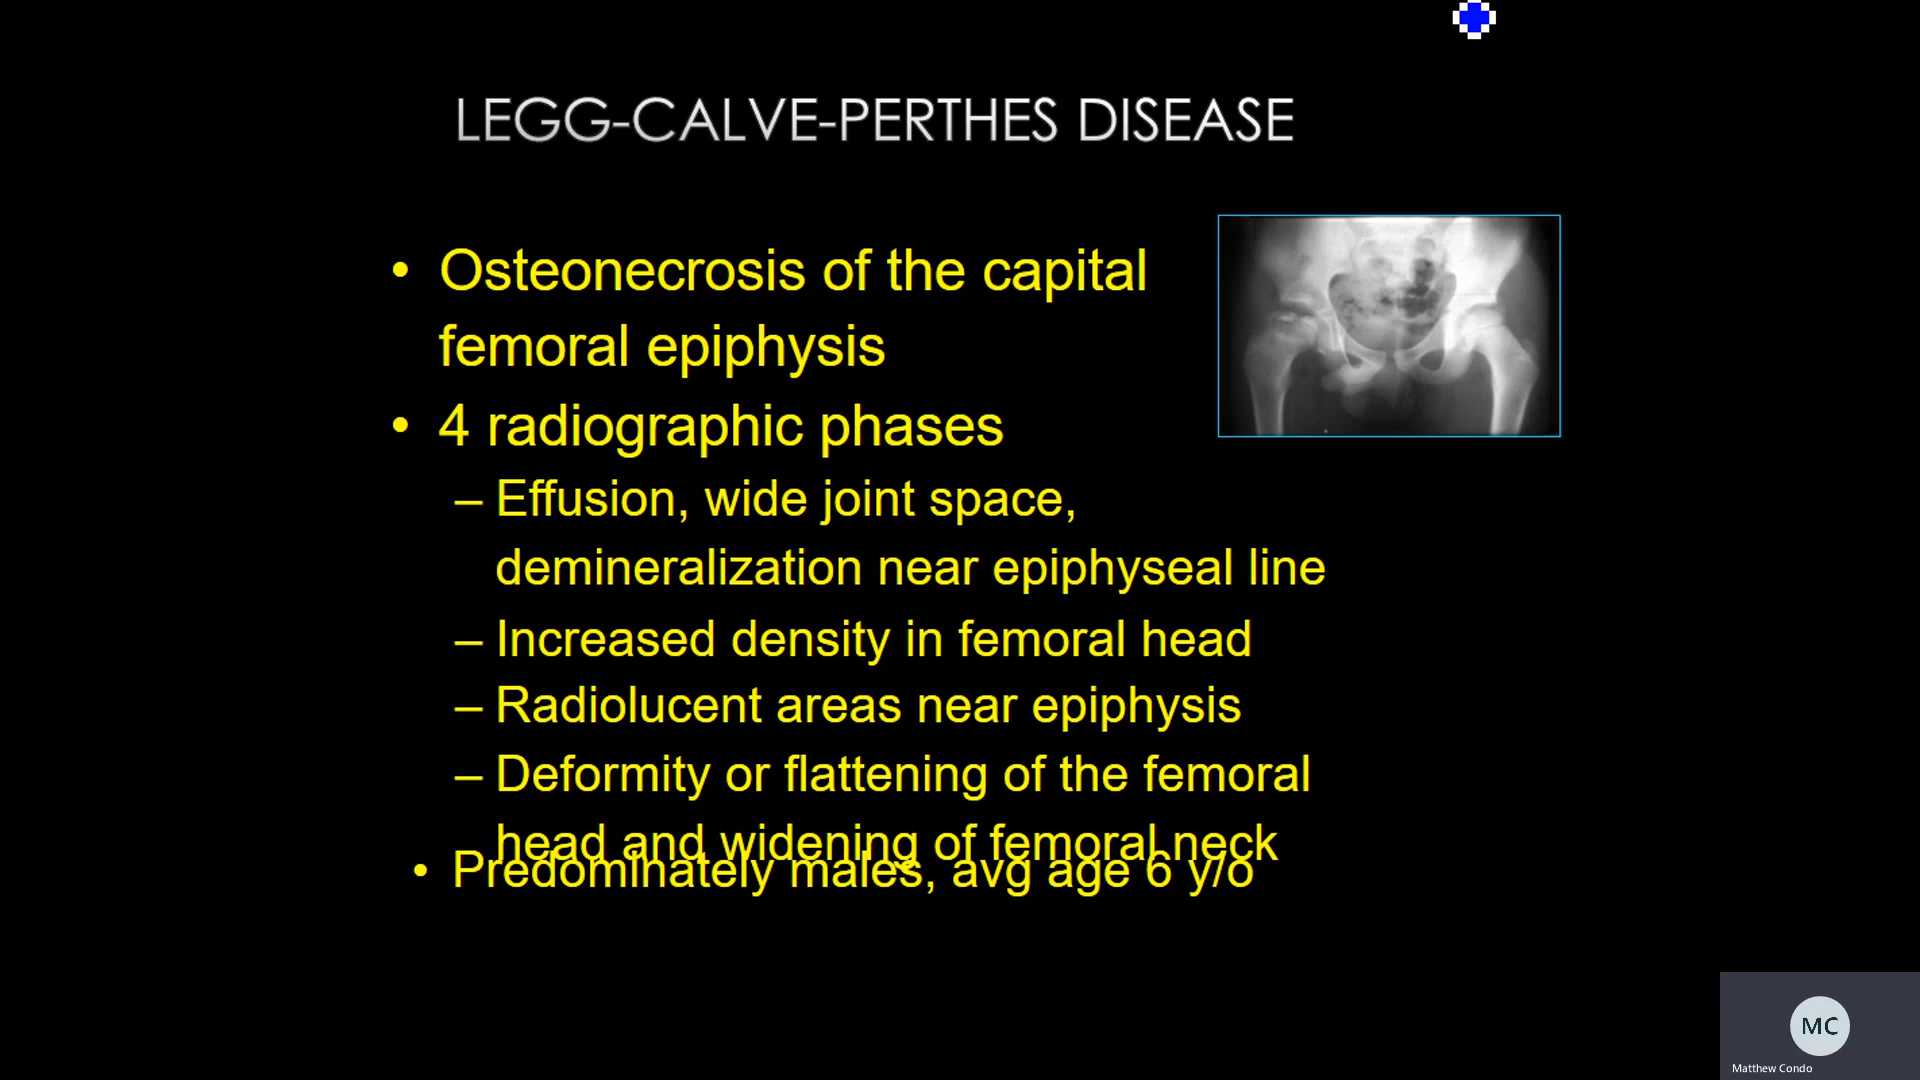 LEGG-CALVE-PERTHES DISEASE
• Osteonecrosis of the capital
femoral epiphysis
• 4 radiographic phases
– Effusion, wide joint space,
demineralization near epiphyseal line
– Increased density in femoral head
– Radiolucent areas near epiphysis
– Deformity or flattening of the femoral
head and widening of femoral neck
• Predominately males, avg age 6 y/o
MC
Matthew Condo